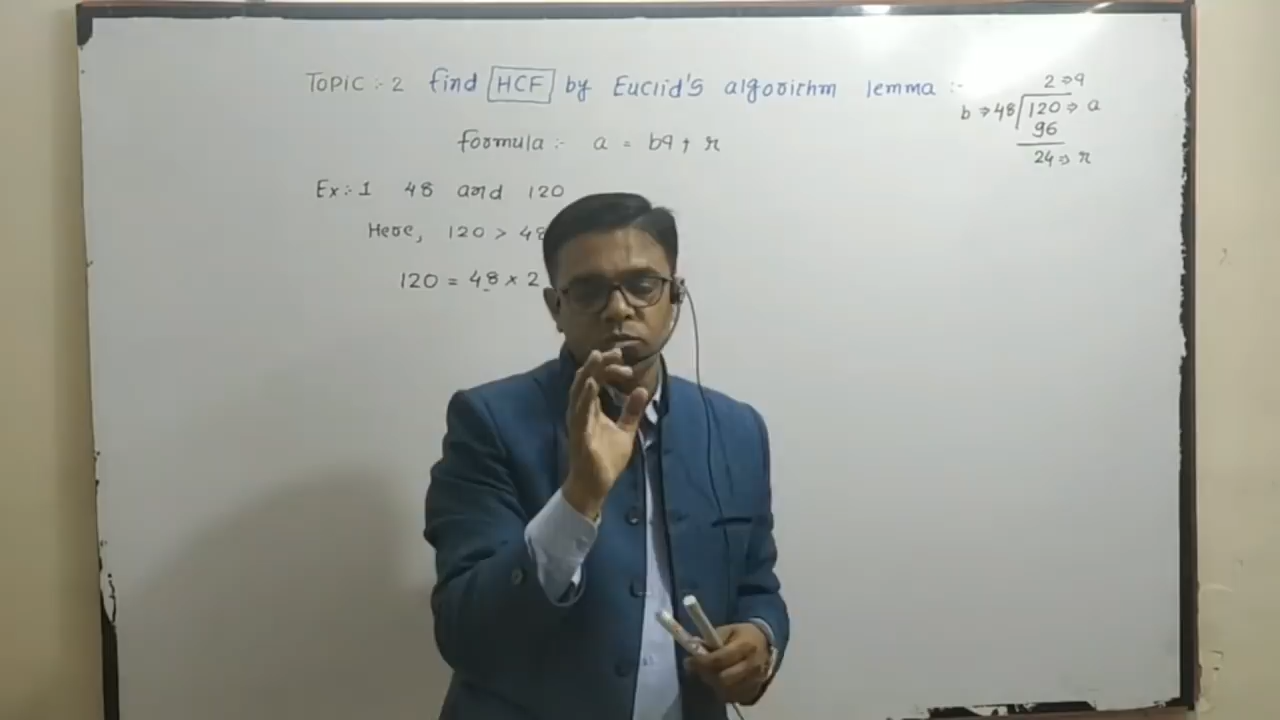 TOPIC :- 2 find HCF by Euclid's algorithm lemma :-
formula :- a = bq + r
Ex :- 1 48 and 120
Here, 120 > 48
120 = 48 × 2
2 ⇒ q
b ⇒ 48 120 ⇒ a
96
24 ⇒ r